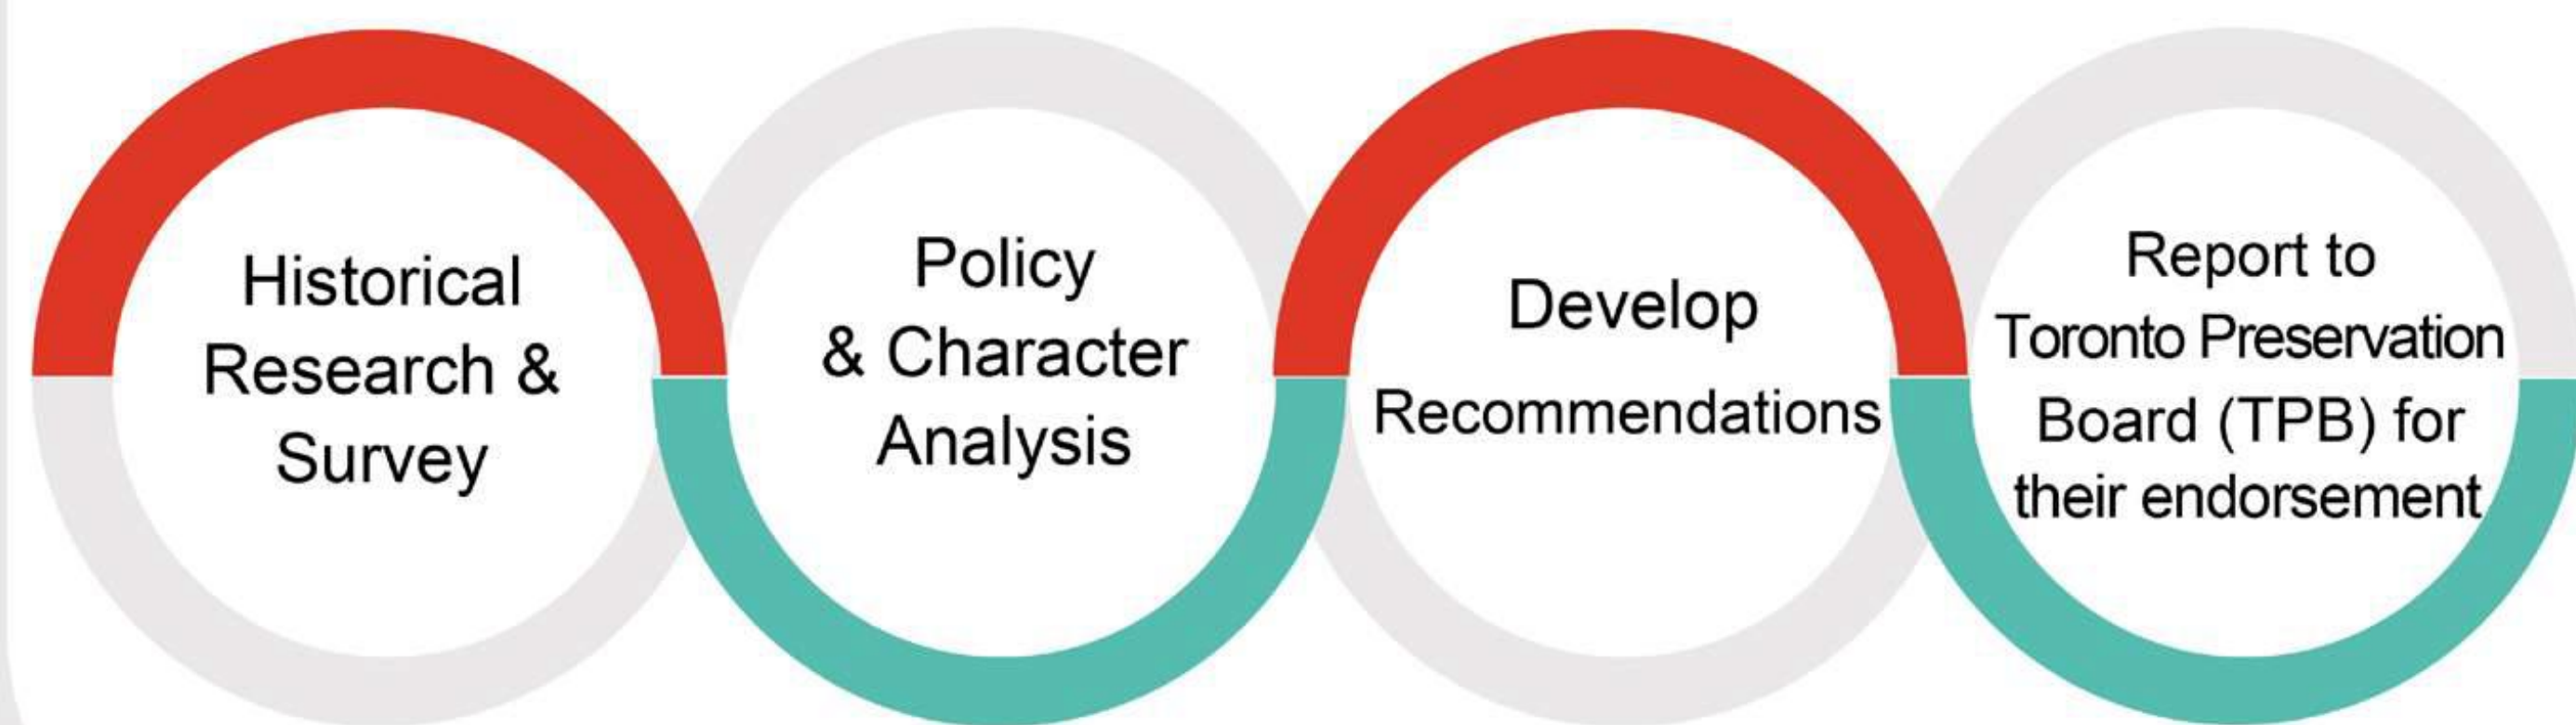 Historical
Research &
Survey
Policy
& Character
Analysis
Develop
Recommendations
Report to
Toronto Preservation
Board (TPB) for
their endorsement